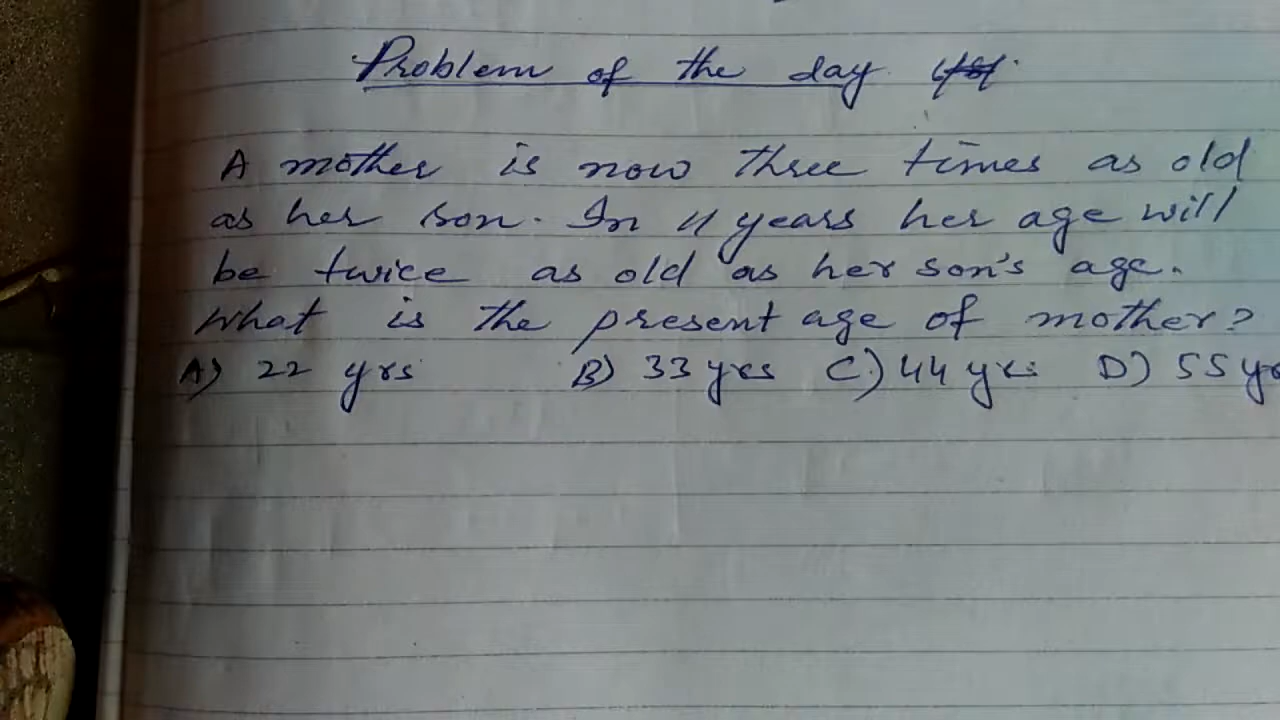 Problem of the day
A mother is now three times as old
as her son. In 11 years her age will
be twice as old as her son's age.
What is the present age of mother?
A) 22 yrs B) 33 yrs C.) 44 yrs D) 55 yr